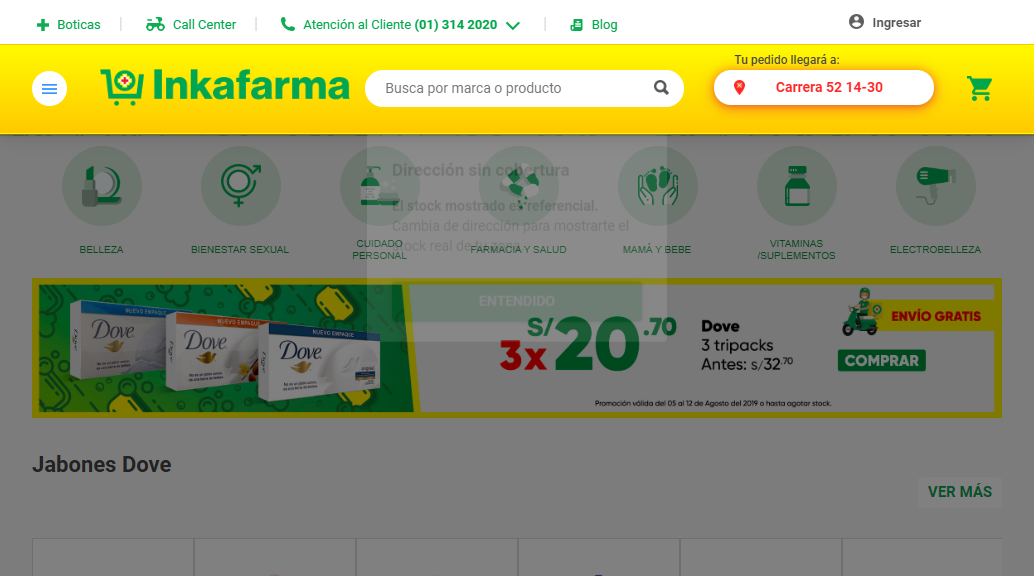 Boticas
Call Center
Atención al Cliente (01) 314 2020
Blog
Ingresar
Inkafarma
Busca por marca o producto
Tu pedido llegará a:
Carrera 52 14-30
Dirección sin cobertura
El stock mostrado es referencial.
Cambia de dirección para mostrarte el
stock real de tu zona.
ENTENDIDO
BELLEZA
BIENESTAR SEXUAL
CUIDADO
PERSONAL
FARMACIA Y SALUD
MAMÁ Y BEBE
VITAMINAS
/SUPLEMENTOS
ELECTROBELLEZA
NUEVO EMPAQUE
Dove
NUEVO EMPAQUE
Dove
NUEVO EMPAQUE
Dove
3x
S/20.70
Dove
3 tripacks
Antes: s/32.70
ENVÍO GRATIS
COMPRAR
Promoción válida del 05 al 12 de Agosto del 2019 o hasta agotar stock.
Jabones Dove
VER MÁS